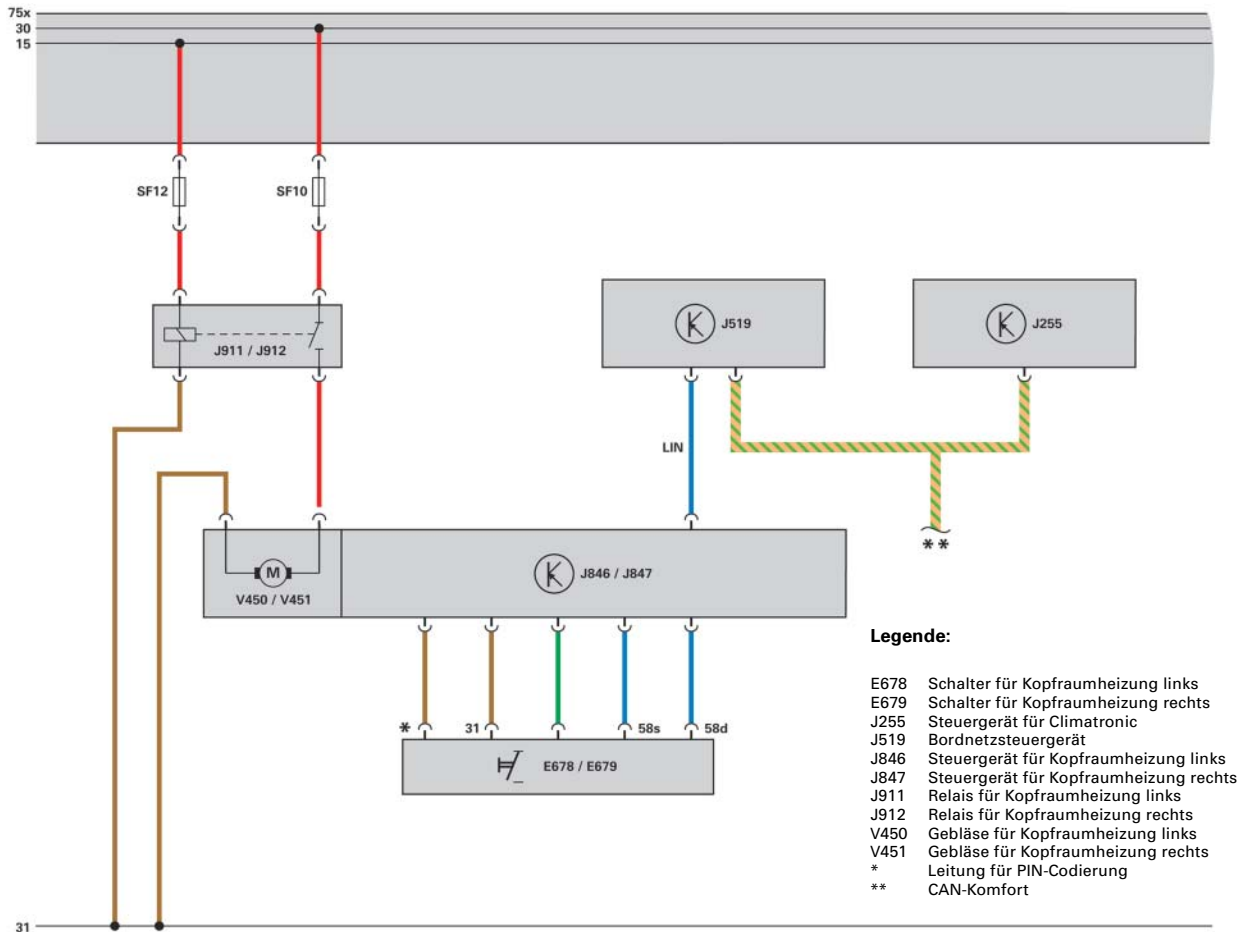 75x
30
15
SF12
SF10
J911 / J912
J519
J255
LIN
**
M
V450 / V451
J846 / J847
* 31 58s 58d
E678 / E679
Legende:
E678 Schalter für Kopfraumheizung links
E679 Schalter für Kopfraumheizung rechts
J255 Steuergerät für Climatronic
J519 Bordnetzsteuergerät
J846 Steuergerät für Kopfraumheizung links
J847 Steuergerät für Kopfraumheizung rechts
J911 Relais für Kopfraumheizung links
J912 Relais für Kopfraumheizung rechts
V450 Gebläse für Kopfraumheizung links
V451 Gebläse für Kopfraumheizung rechts
* Leitung für PIN-Codierung
** CAN-Komfort
31